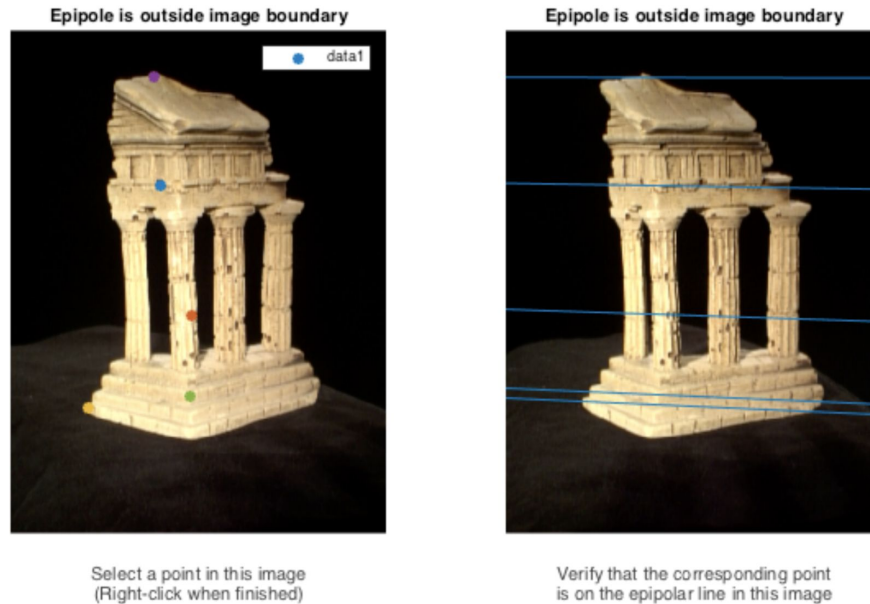 Epipole is outside image boundary
data1
Select a point in this image
(Right-click when finished)
Epipole is outside image boundary
Verify that the corresponding point
is on the epipolar line in this image